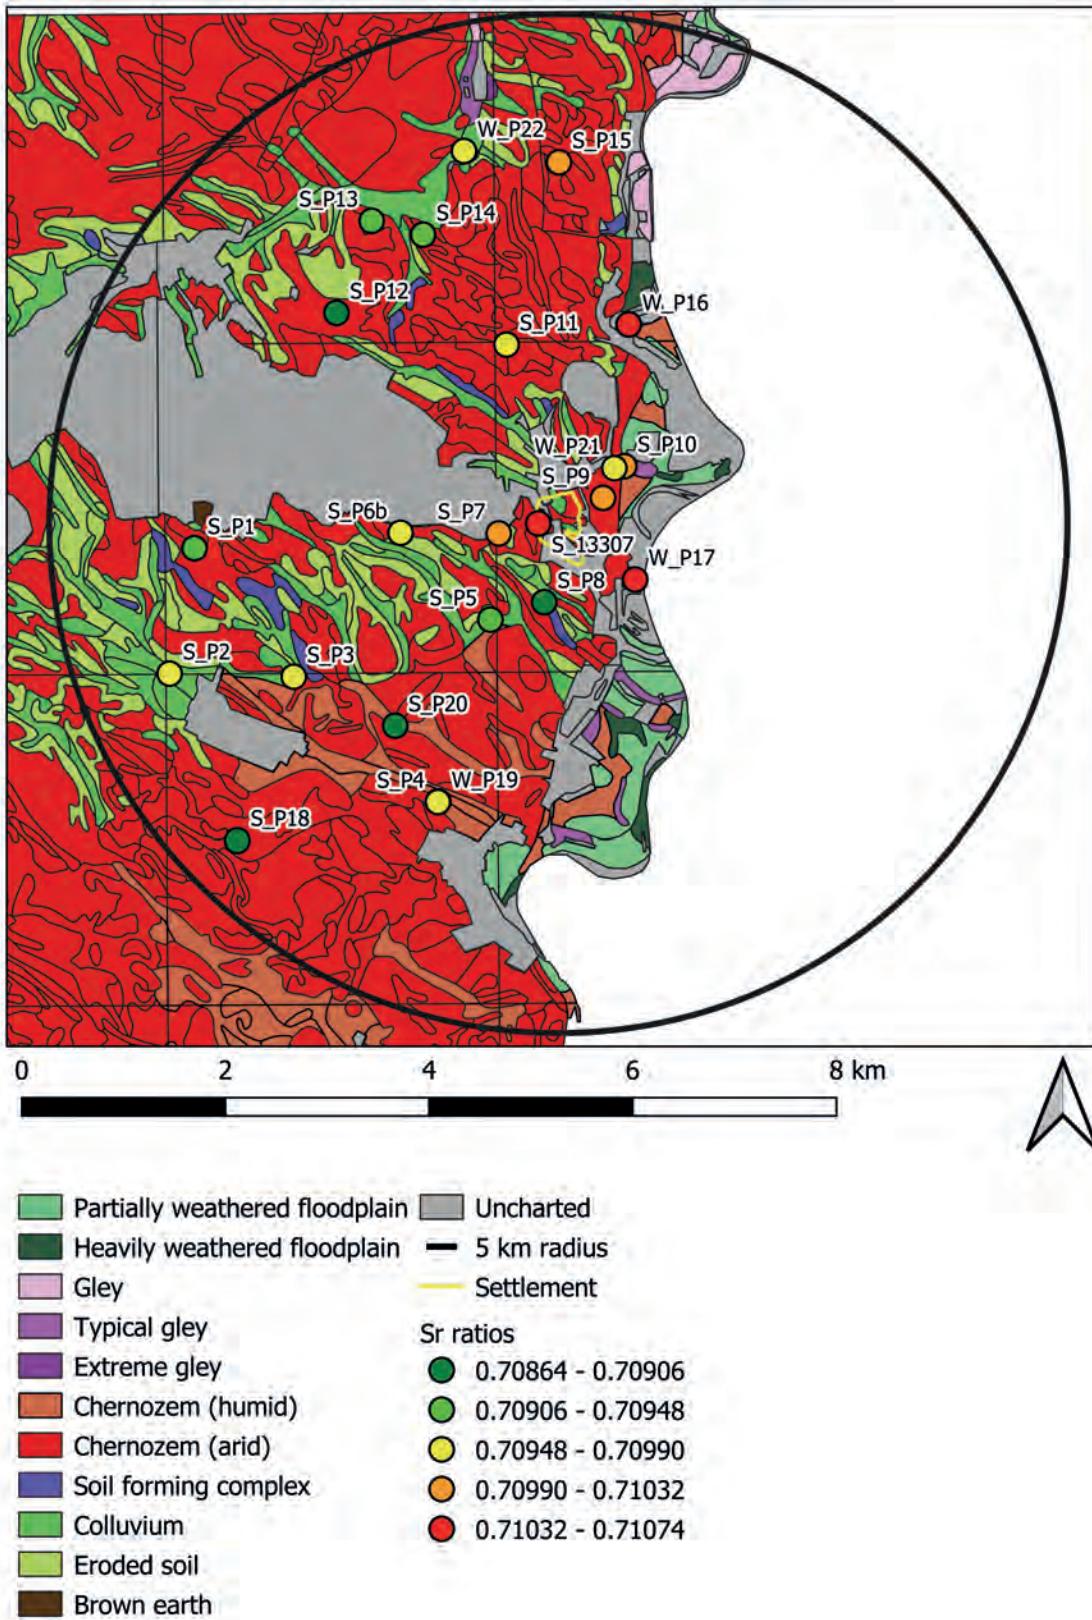 W_P22
S_P15
S_P13
S_P14
S_P12
W_P16
S_P11
W_P21
S_P10
S_P9
S_P6b
S_P7
S_P1
S_13307
W_P17
S_P8
S_P5
S_P2
S_P3
S_P20
S_P4
W_P19
S_P18
0 2 4 6 8 km
Partially weathered floodplain
Heavily weathered floodplain
Gley
Typical gley
Extreme gley
Chernozem (humid)
Chernozem (arid)
Soil forming complex
Colluvium
Eroded soil
Brown earth
Uncharted
5 km radius
Settlement
Sr ratios
0.70864 - 0.70906
0.70906 - 0.70948
0.70948 - 0.70990
0.70990 - 0.71032
0.71032 - 0.71074